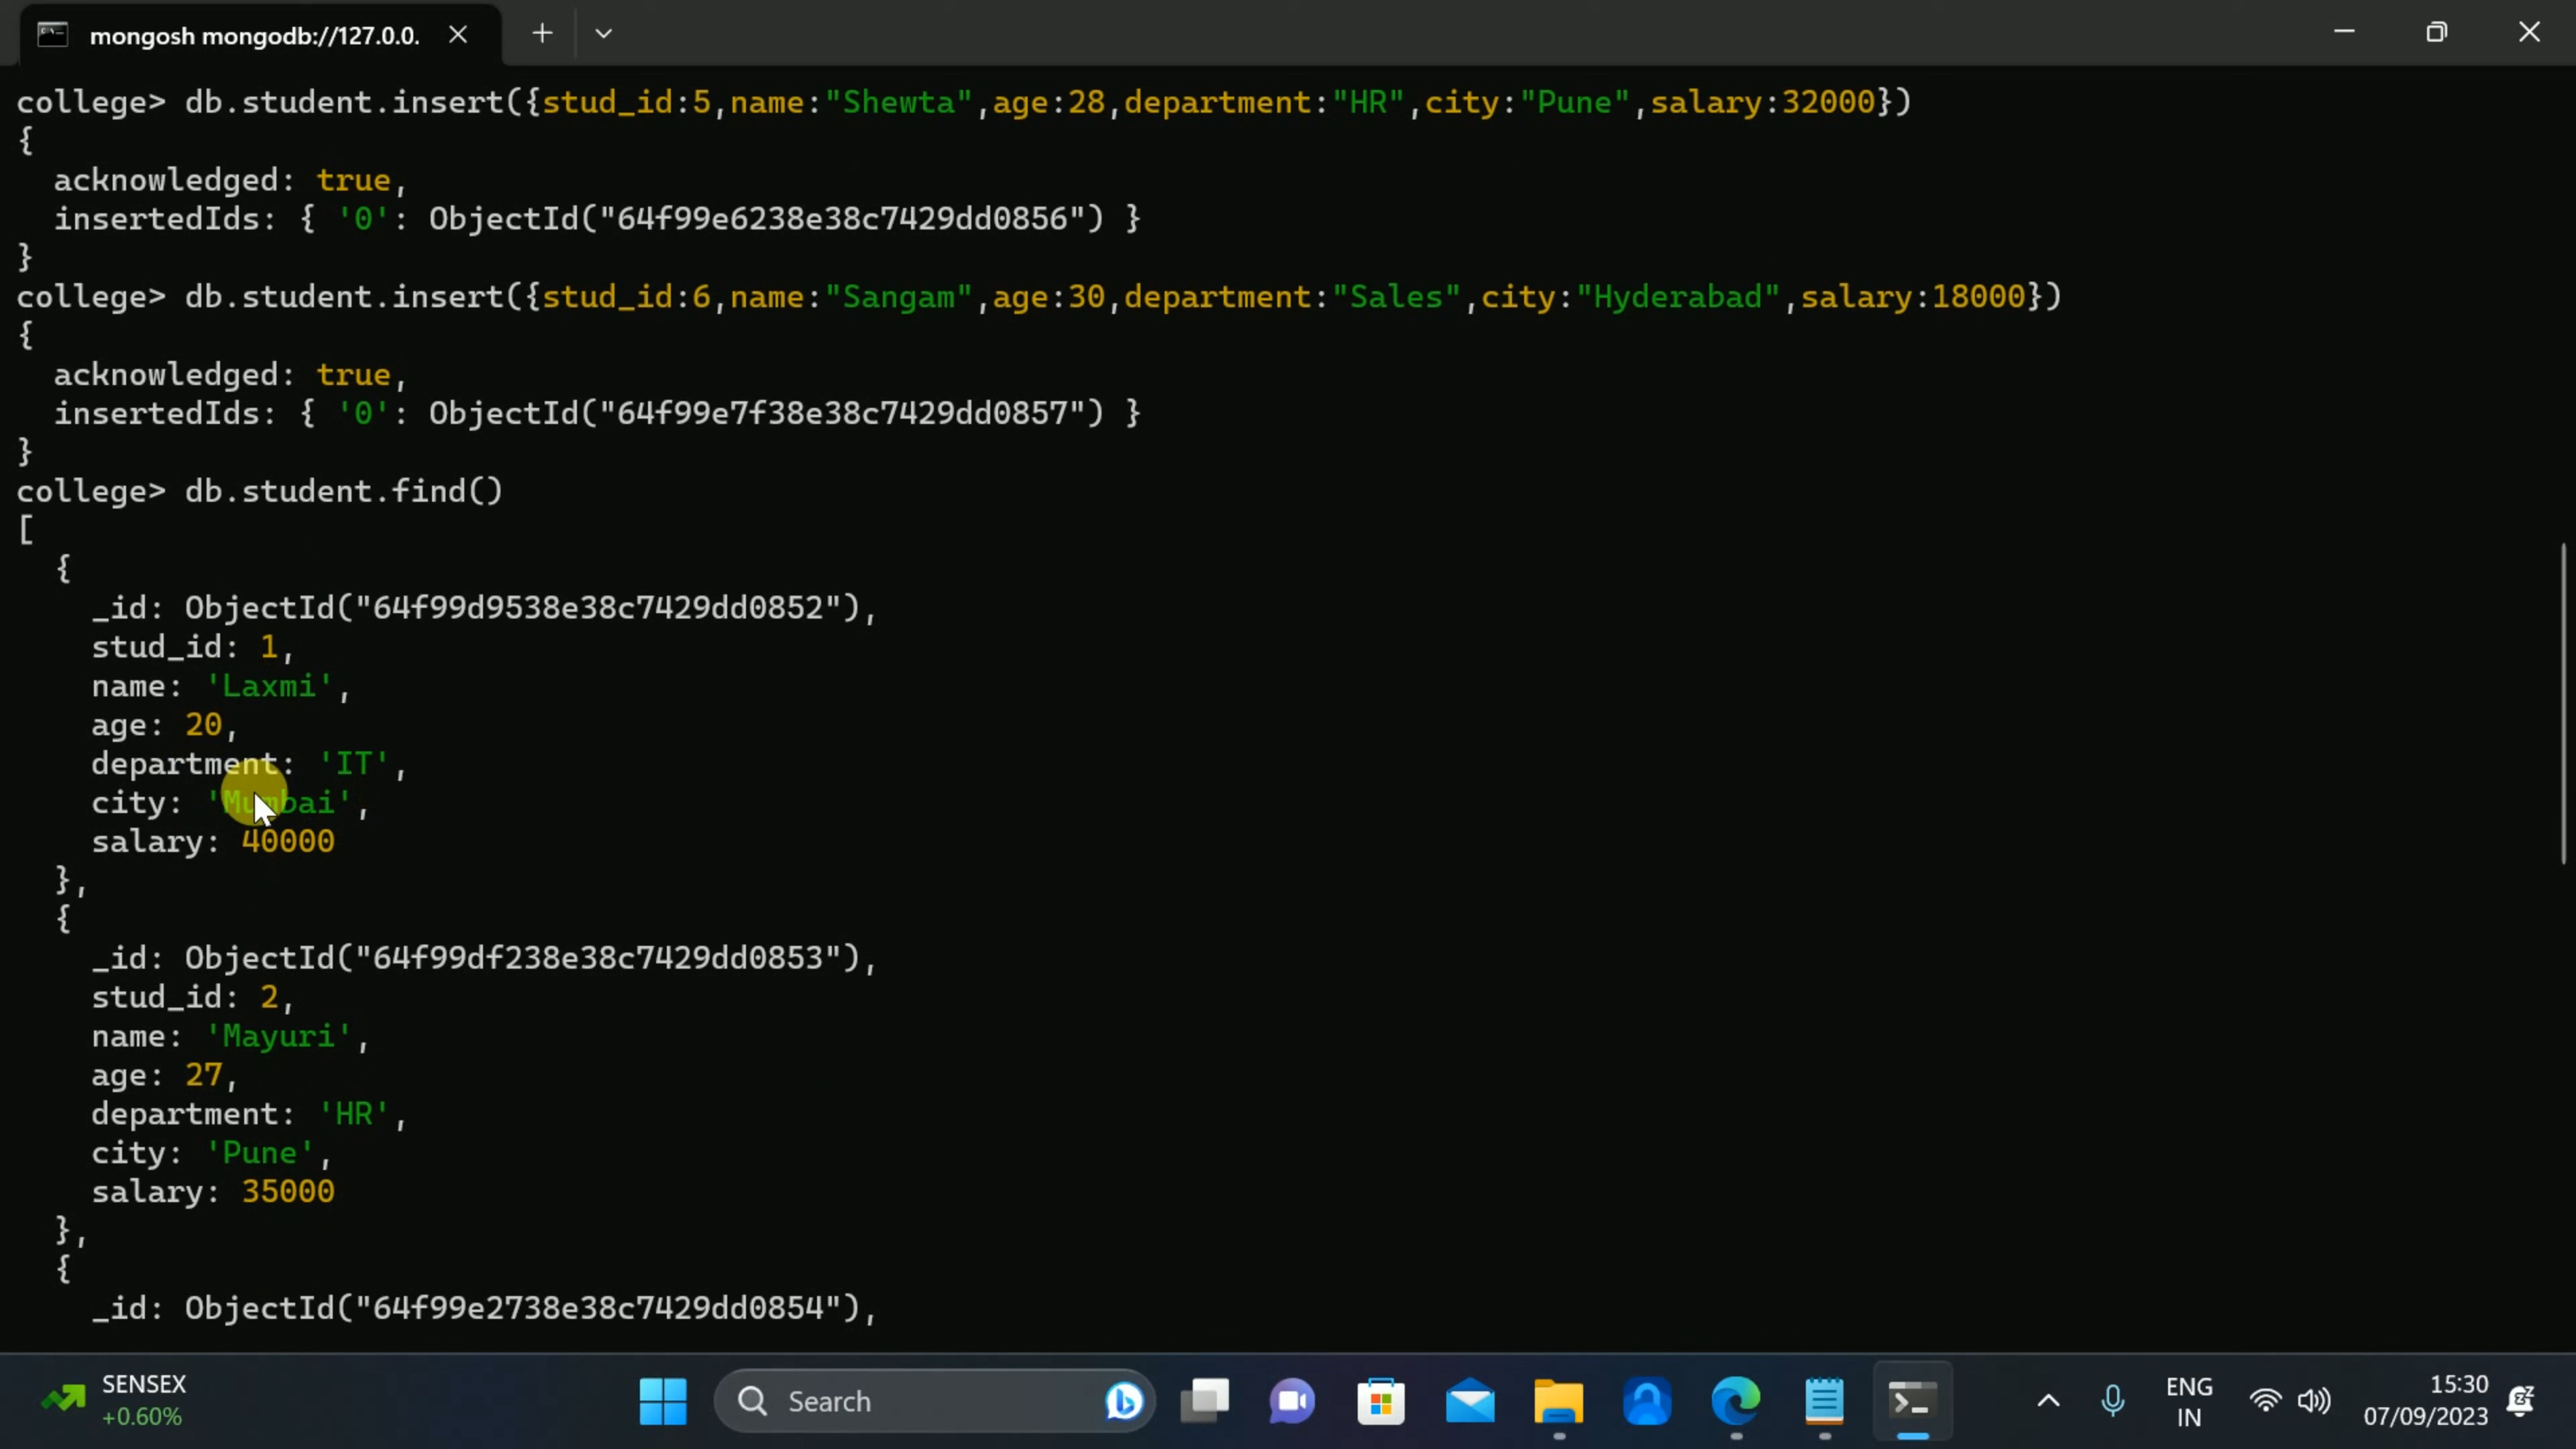 mongosh mongodb://127.0.0.
college> db.student.insert({stud_id:5,name:"Shewta",age:28,department:"HR",city:"Pune",salary:32000})
{
  acknowledged: true,
  insertedIds: { '0': ObjectId("64f99e6238e38c7429dd0856") }
}
college> db.student.insert({stud_id:6,name:"Sangam",age:30,department:"Sales",city:"Hyderabad",salary:18000})
{
  acknowledged: true,
  insertedIds: { '0': ObjectId("64f99e7f38e38c7429dd0857") }
}
college> db.student.find()
[
  {
    _id: ObjectId("64f99d9538e38c7429dd0852"),
    stud_id: 1,
    name: 'Laxmi',
    age: 20,
    department: 'IT',
    city: 'Mumbai',
    salary: 40000
  },
  {
    _id: ObjectId("64f99df238e38c7429dd0853"),
    stud_id: 2,
    name: 'Mayuri',
    age: 27,
    department: 'HR',
    city: 'Pune',
    salary: 35000
  },
  {
    _id: ObjectId("64f99e2738e38c7429dd0854"),
SENSEX
+0.60%
Search
ENG
IN
15:30
07/09/2023